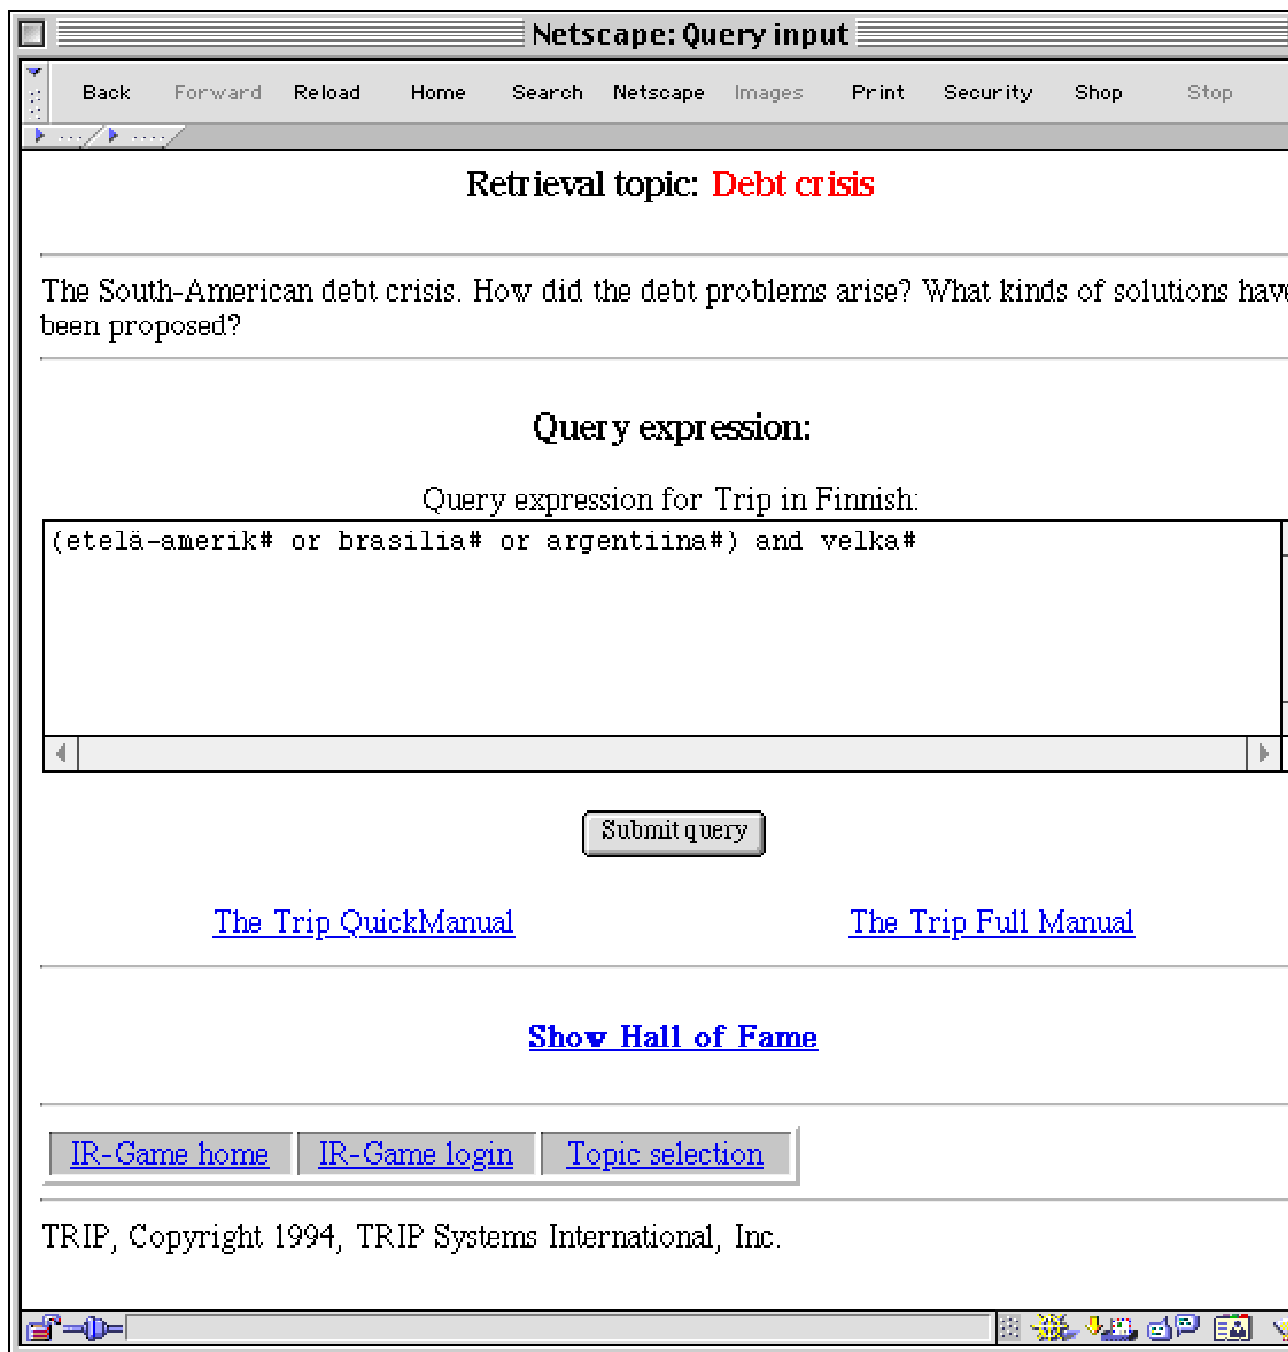 Netscape: Query input
Back Forward Reload Home Search Netscape Images Print Security Shop Stop
Retrieval topic: Debt crisis
The South-American debt crisis. How did the debt problems arise? What kinds of solutions have
been proposed?
Query expression:
Query expression for Trip in Finnish:
(etelä-amerik# or brasilia# or argentiina#) and velka#
Submit query
The Trip QuickManual The Trip Full Manual
Show Hall of Fame
IR-Game home IR-Game login Topic selection
TRIP, Copyright 1994, TRIP Systems International, Inc.